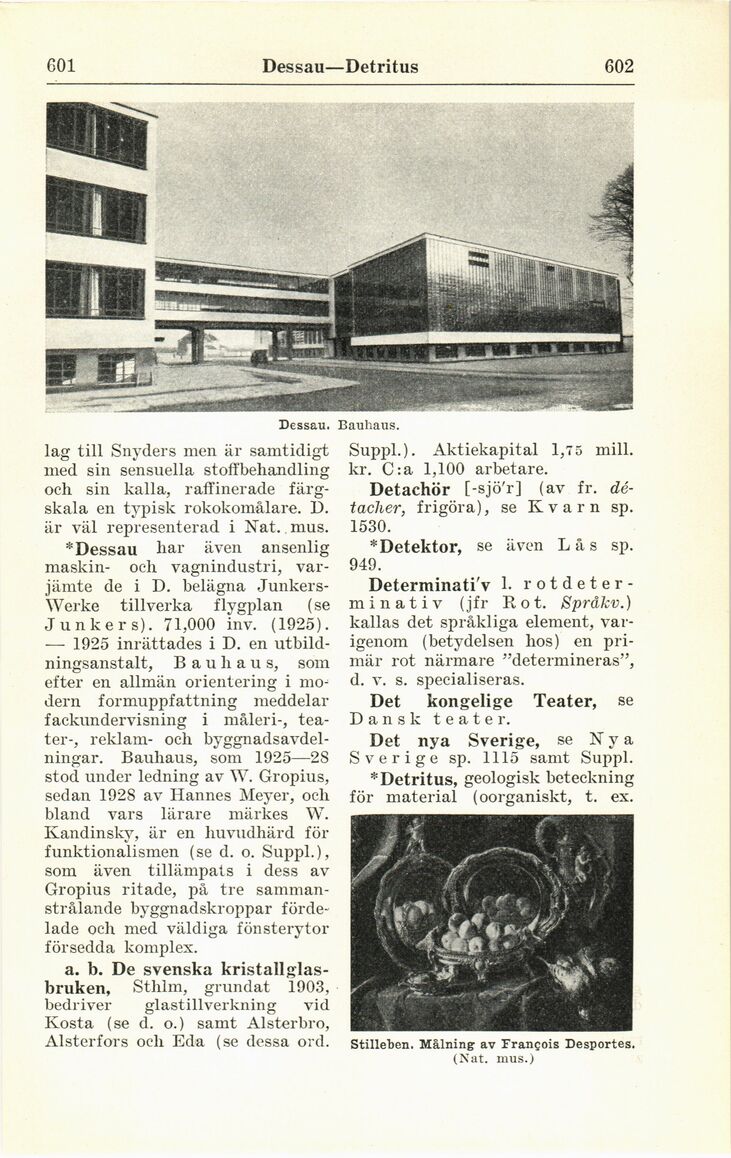 601 Dessau—Detritus 602
Dessau. Bauhaus.
lag till Snyders men är samtidigt
med sin sensuella stoffbehandling
och sin kalla, raffinerade färg-
skala en typisk rokokomålare. D.
är väl representerad i Nat. mus.
*Dessau har även ansenlig
maskin- och vagnindustri, var-
jämte de i D. belägna Junkers-
Werke tillverka flygplan (se
Junkers). 71,000 inv. (1925).
— 1925 inrättades i D. en utbild-
ningsanstalt, Bauhaus, som
efter en allmän orientering i mo-
dern formuppfattning meddelar
fackundervisning i måleri-, tea-
ter-, reklam- och byggnadsavdel-
ningar. Bauhaus, som 1925—28
stod under ledning av W. Gropius,
sedan 1928 av Hannes Meyer, och
bland vars lärare märkes W.
Kandinsky, är en huvudhärd för
funktionalismen (se d. o. Suppl.),
som även tillämpats i dess av
Gropius ritade, på tre samman-
strålande byggnadskroppar förde-
lade och med väldiga fönsterytor
försedda komplex.
a. b. De svenska kristallglas-
bruken, Sthlm, grundat 1903,
bedriver glastillverkning vid
Kosta (se d. o.) samt Alsterbro,
Alsterfors och Eda (se dessa ord.
Suppl.). Aktiekapital 1,75 mill.
kr. C:a 1,100 arbetare.
Detachör [-sjö'r] (av fr. dé-
tacher, frigöra), se Kvarn sp.
1530.
*Detektor, se även Lås sp.
949.
Determinati'v l. rotdeter-
minativ (jfr Rot. Språkv.)
kallas det språkliga element, var-
igenom (betydelsen hos) en pri-
mär rot närmare ”determineras”,
d. v. s. specialiseras.
Det kongelige Teater, se
Dansk teater.
Det nya Sverige, se Nya
Sverige sp. 1115 samt Suppl.
*Detritus, geologisk beteckning
för material (oorganiskt, t. ex.
Stilleben. Målning av François Desportes.
(Nat. mus.)